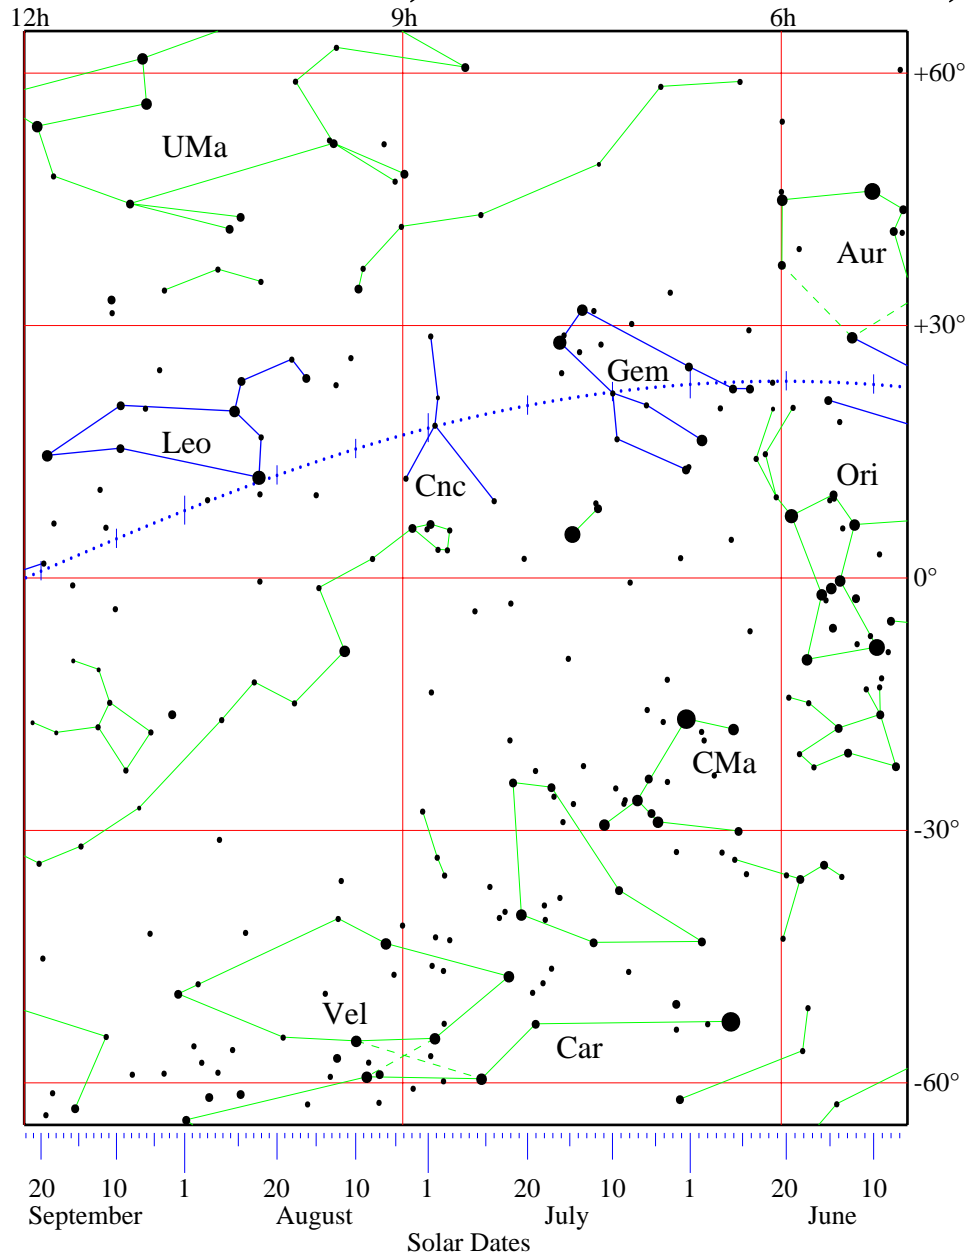 12h 9h 6h
+60°
UMa
Aur
+30°
Gem
Leo
Cnc
Ori
0°
CMa
-30°
Vel
Car
-60°
20 10 1 20 10 1 20 10 1 20 10
September August July June
Solar Dates